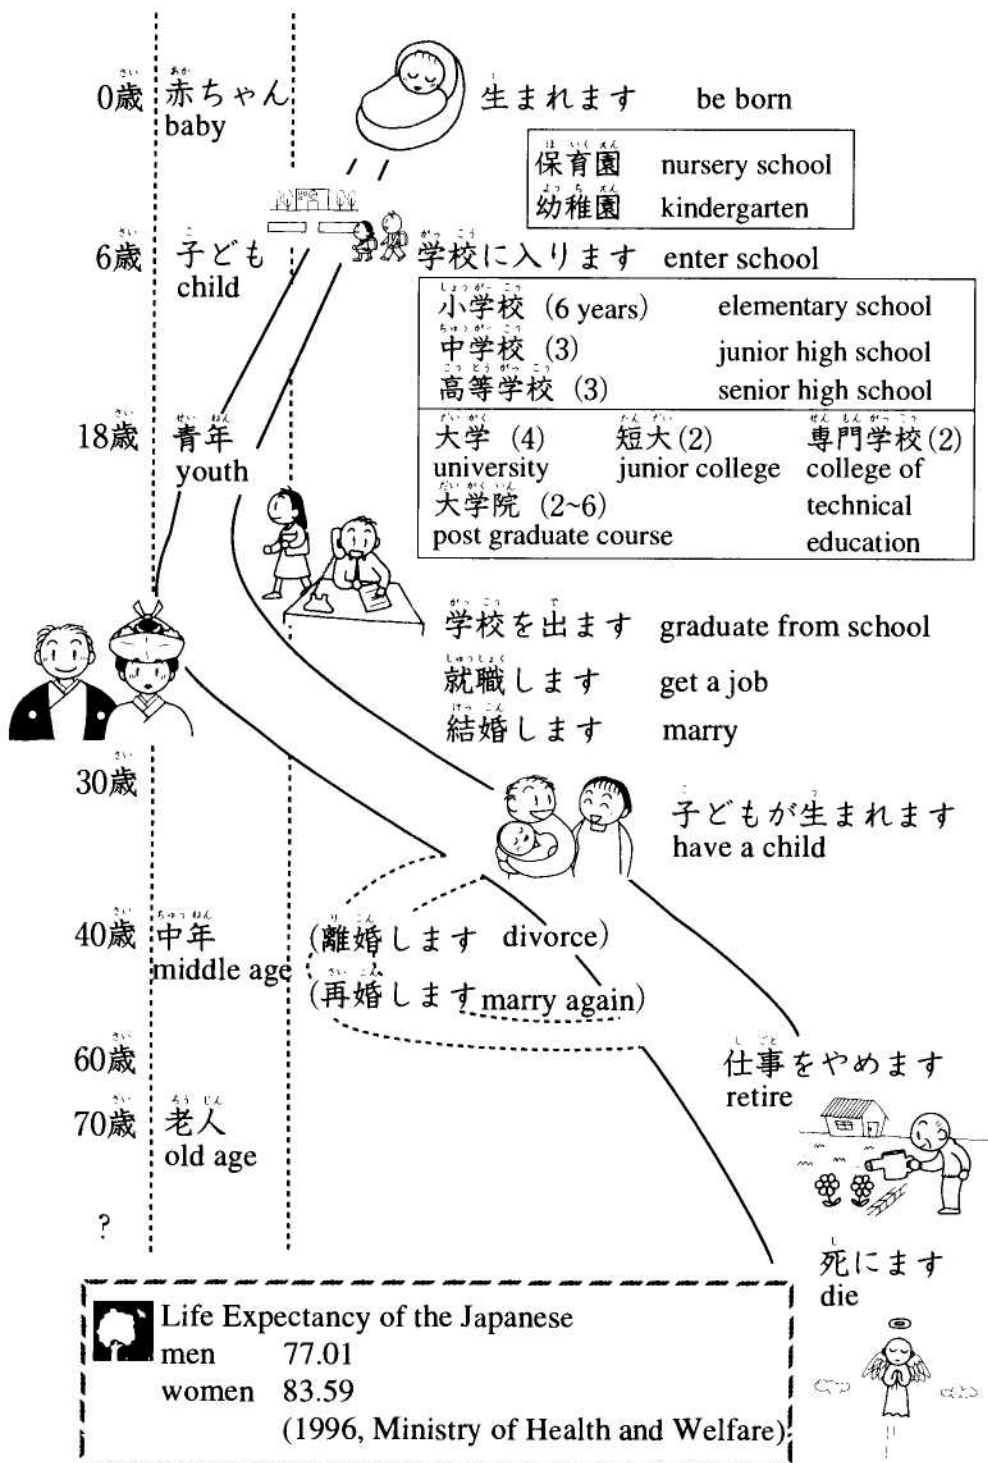 0歳 赤ちゃん 生まれます be born
baby
保育園 nursery school
幼稚園 kindergarten
6歳 子ども 学校に入ります enter school
child
小学校 (6 years) elementary school
中学校 (3) junior high school
高等学校 (3) senior high school
18歳 青年 大学 (4) 短大(2) 専門学校(2)
youth university junior college college of
大学院 (2~6) technical
post graduate course education
学校を出ます graduate from school
就職します get a job
結婚します marry
30歳
子どもが生まれます
have a child
40歳 中年 (離婚します divorce)
middle age
(再婚します marry again)
60歳 仕事をやめます
retire
70歳 老人
old age
?
死にます
die
Life Expectancy of the Japanese
men 77.01
women 83.59
(1996, Ministry of Health and Welfare)